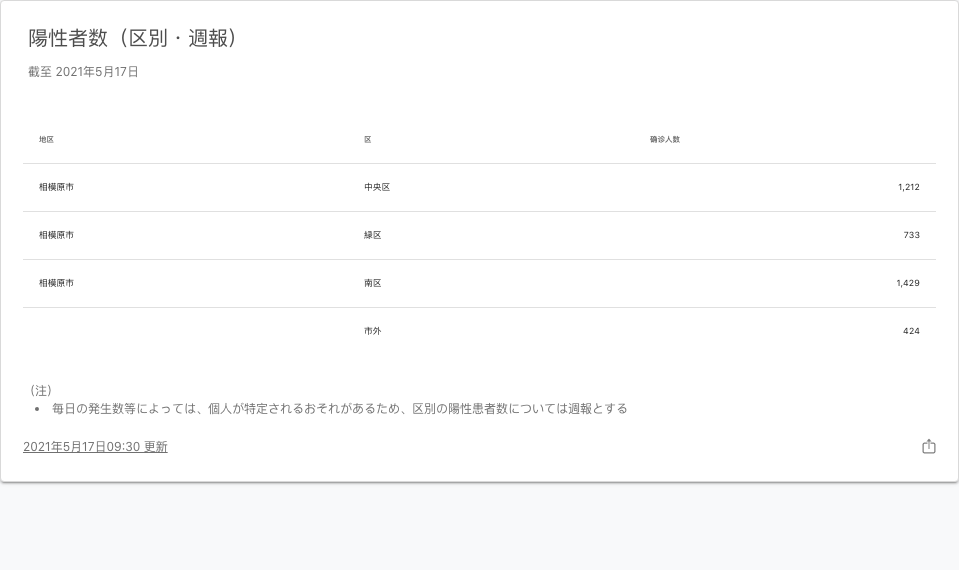 陽性者数（区別・週報）
截至 2021年5月17日
地区 区 确诊人数
相模原市 中央区 1,212
相模原市 緑区 733
相模原市 南区 1,429
市外 424
（注）
• 毎日の発生数等によっては、個人が特定されるおそれがあるため、区別の陽性患者数については週報とする
2021年5月17日09:30 更新